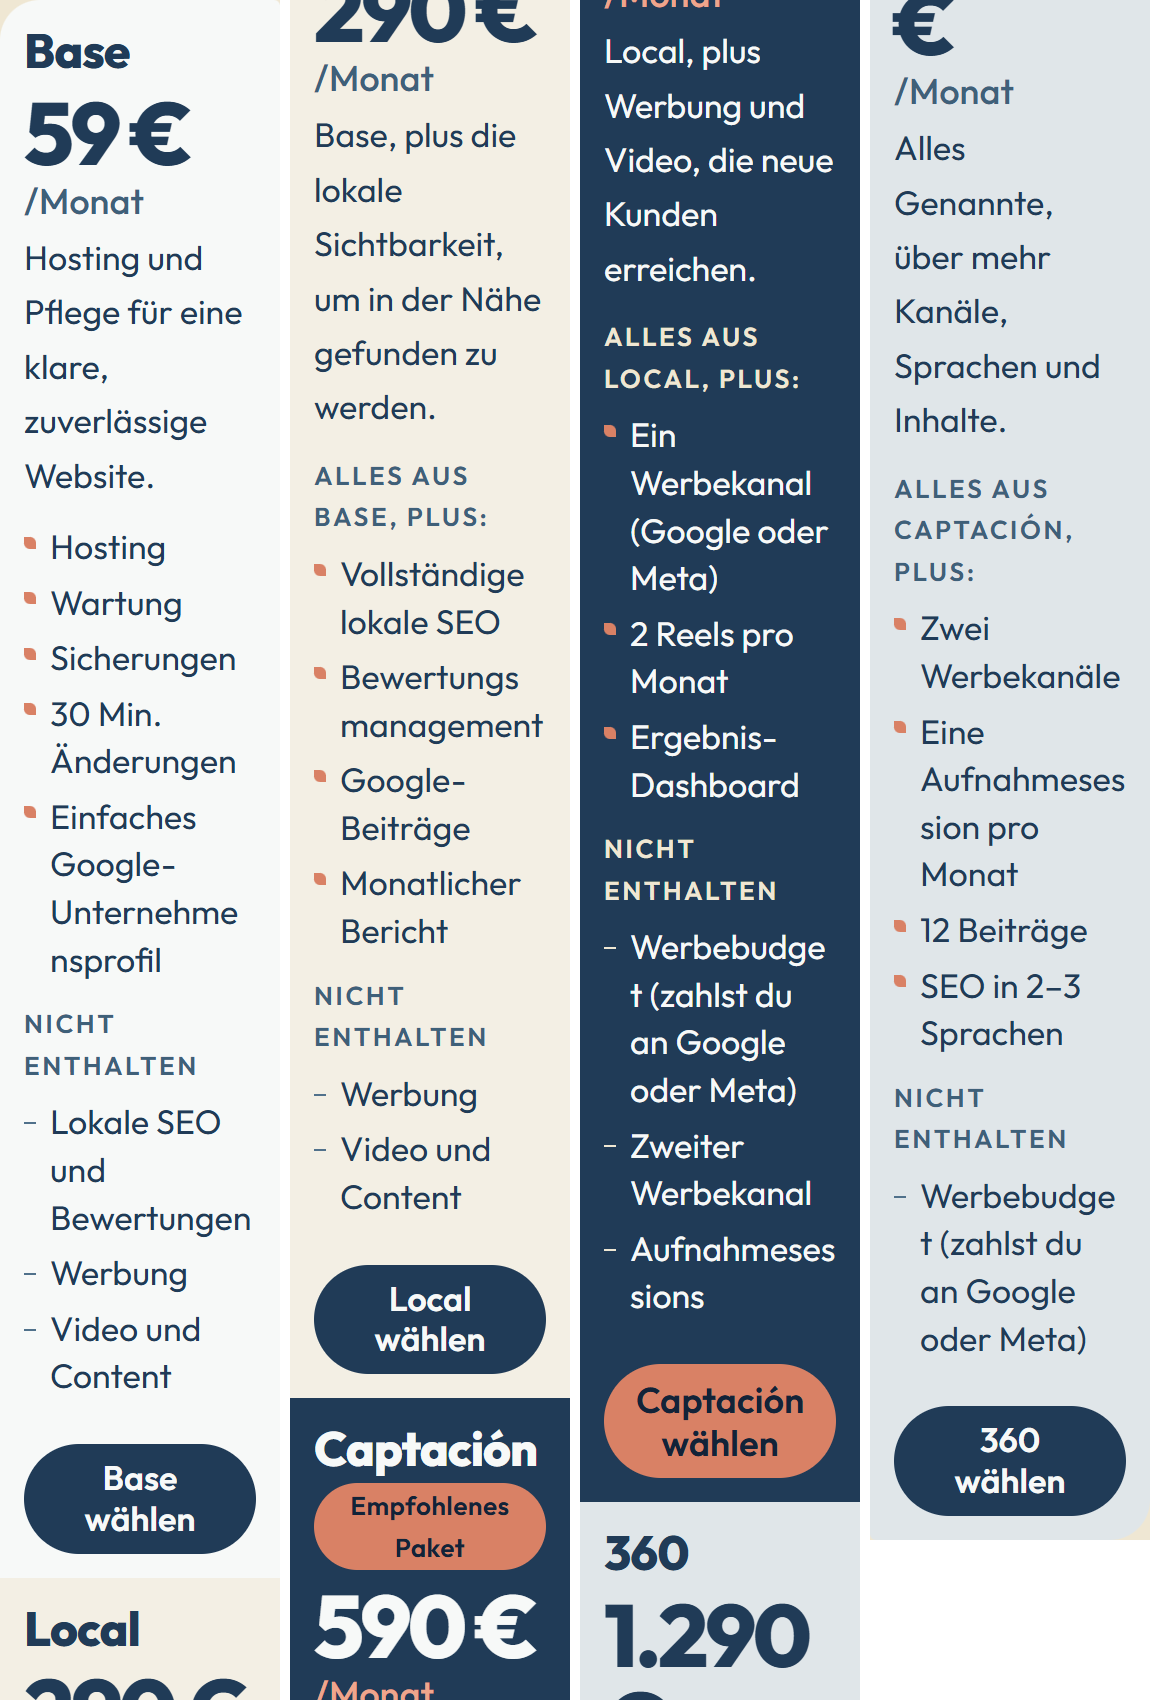 Base
59 €
/Monat
Hosting und
Pflege für eine
klare,
zuverlässige
Website.
Hosting
Wartung
Sicherungen
30 Min.
Änderungen
Einfaches
Google-
Unternehme
nsprofil
NICHT
ENTHALTEN
– Lokale SEO
und
Bewertungen
– Werbung
– Video und
Content
Base
wählen
Local
290 €
290 €
/Monat
Base, plus die
lokale
Sichtbarkeit,
um in der Nähe
gefunden zu
werden.
ALLES AUS
BASE, PLUS:
Vollständige
lokale SEO
Bewertungs
management
Google-
Beiträge
Monatlicher
Bericht
NICHT
ENTHALTEN
– Werbung
– Video und
Content
Local
wählen
Captación
Empfohlenes
Paket
590 €
/Monat
/Monat
Local, plus
Werbung und
Video, die neue
Kunden
erreichen.
ALLES AUS
LOCAL, PLUS:
Ein
Werbekanal
(Google oder
Meta)
2 Reels pro
Monat
Ergebnis-
Dashboard
NICHT
ENTHALTEN
– Werbebudge
t (zahlst du
an Google
oder Meta)
– Zweiter
Werbekanal
– Aufnahmeses
sions
Captación
wählen
360
1.290
€
/Monat
Alles
Genannte,
über mehr
Kanäle,
Sprachen und
Inhalte.
ALLES AUS
CAPTACIÓN,
PLUS:
Zwei
Werbekanäle
Eine
Aufnahmeses
sion pro
Monat
12 Beiträge
SEO in 2–3
Sprachen
NICHT
ENTHALTEN
– Werbebudge
t (zahlst du
an Google
oder Meta)
360
wählen